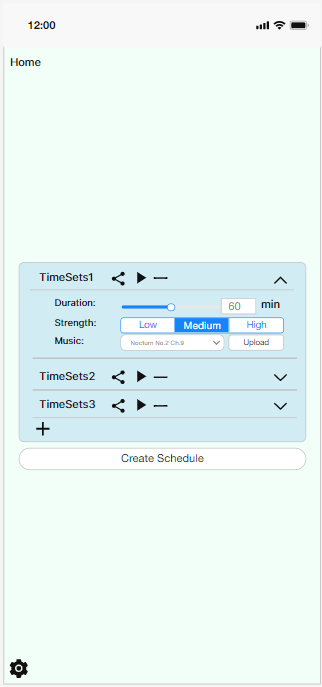 12:00
Home
TimeSets1
Duration: 60 min
Strength: Low Medium High
Music: Nocturn No.2 Ch.9 Upload
TimeSets2
TimeSets3
Create Schedule